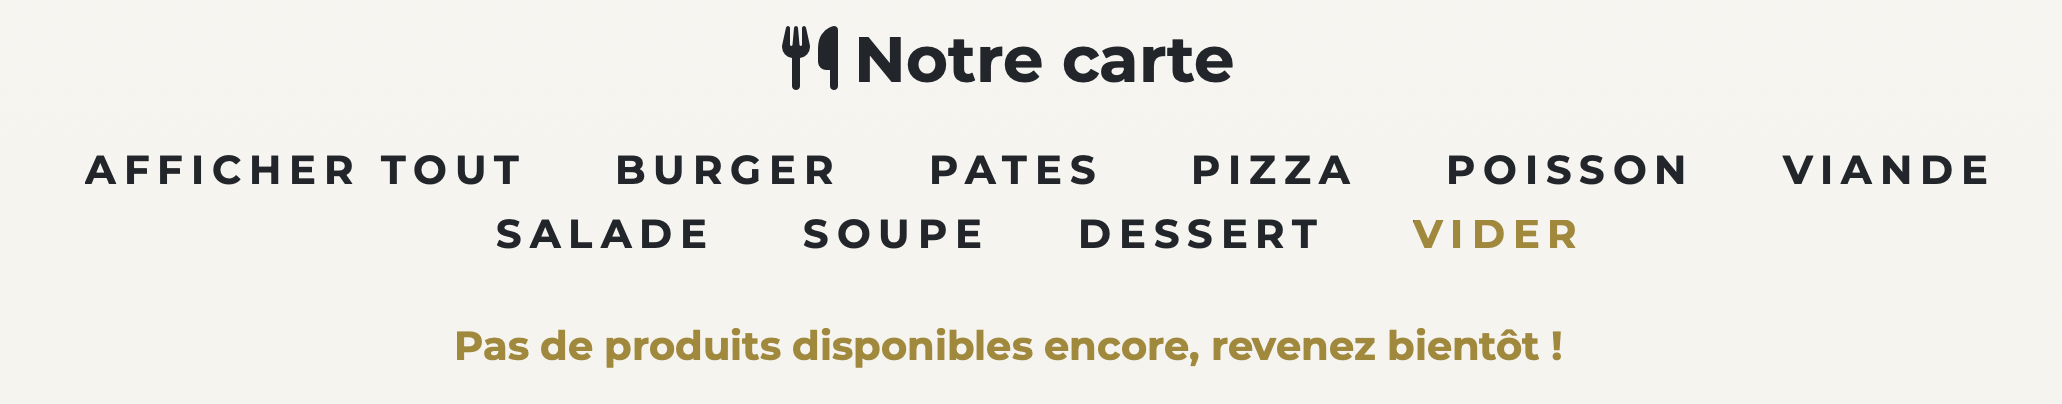 Notre carte
AFFICHER TOUT BURGER PATES PIZZA POISSON VIANDE
SALADE SOUPE DESSERT VIDER
Pas de produits disponibles encore, revenez bientôt !